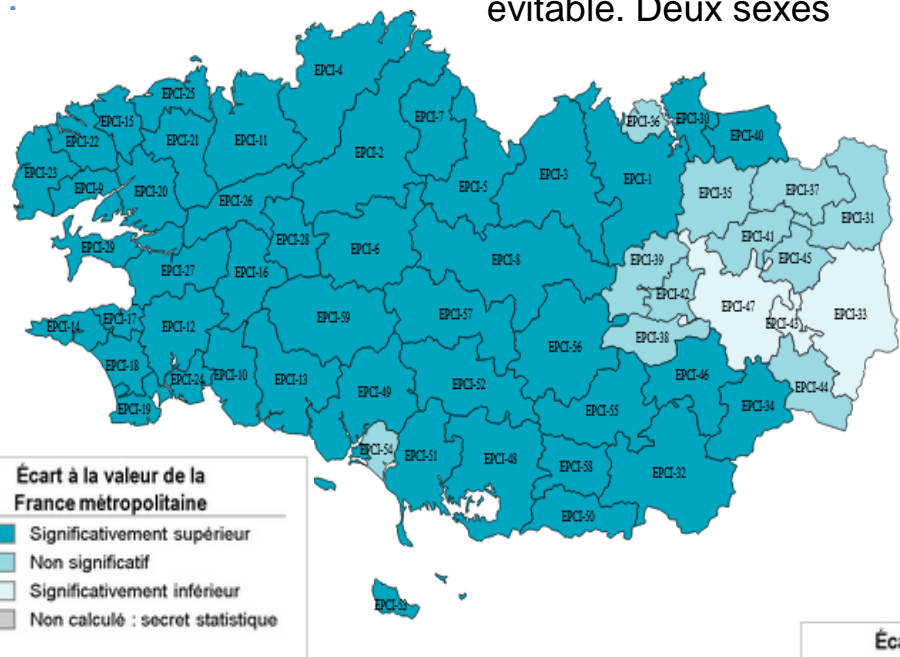 évitable. Deux sexes
EPCI-4
EPCI-25
EPCI-15
EPCI-7
EPCI-36
EPCI-30
EPCI-22
EPCI-21
EPCI-11
EPCI-40
EPCI-2
EPCI-23
EPCI-9
EPCI-20
EPCI-5
EPCI-3
EPCI-1
EPCI-35
EPCI-37
EPCI-26
EPCI-31
EPCI-29
EPCI-28
EPCI-6
EPCI-41
EPCI-27
EPCI-16
EPCI-8
EPCI-39
EPCI-45
EPCI-42
EPCI-47
EPCI-14
EPCI-17
EPCI-12
EPCI-59
EPCI-57
EPCI-43
EPCI-33
EPCI-38
EPCI-56
EPCI-18
EPCI-24
EPCI-10
EPCI-13
EPCI-49
EPCI-52
EPCI-46
EPCI-44
EPCI-19
EPCI-55
EPCI-34
EPCI-54
EPCI-51
EPCI-48
EPCI-58
EPCI-32
EPCI-50
EPCI-53
Écart à la valeur de la
France métropolitaine
Significativement supérieur
Non significatif
Significativement inférieur
Non calculé : secret statistique